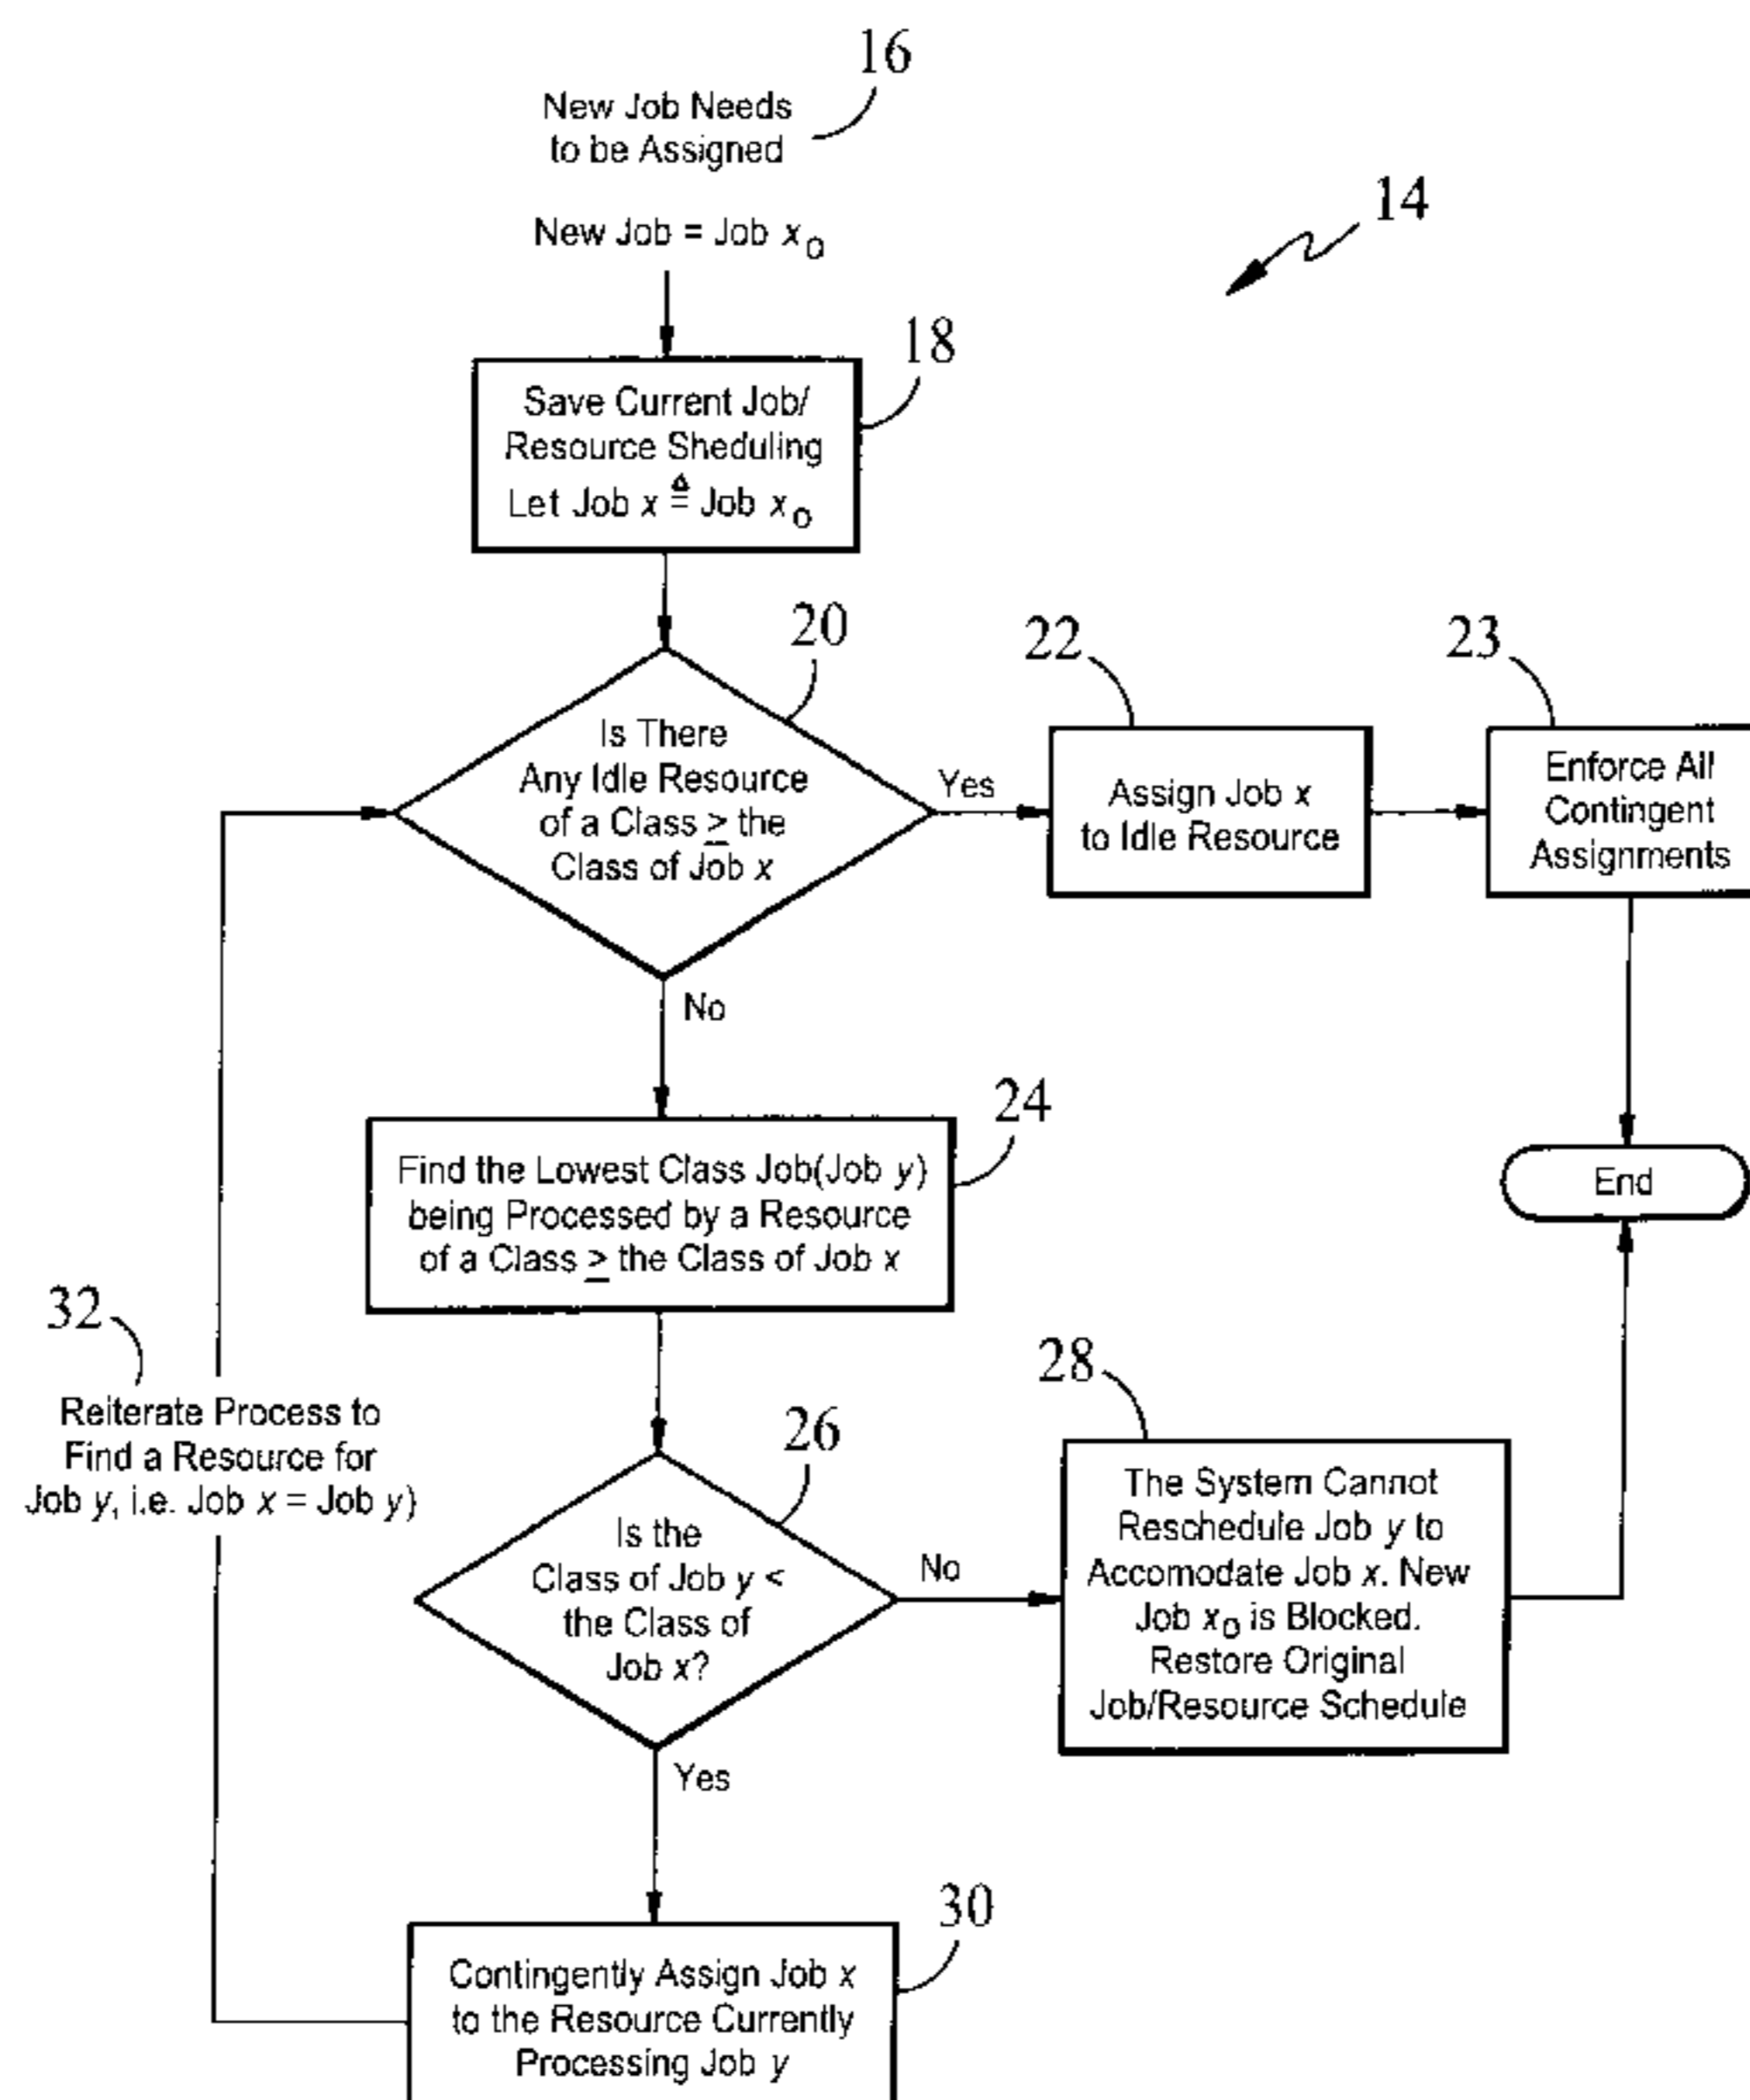 16
New Job Needs
to be Assigned
14
New Job = Job x₀
18
Save Current Job/
Resource Sheduling
Let Job x ≜ Job x₀
20
Is There
Any Idle Resource
of a Class ≥ the
Class of Job x
Yes
22
Assign Job x
to Idle Resource
23
Enforce All
Contingent
Assignments
No
24
Find the Lowest Class Job(Job y)
being Processed by a Resource
of a Class ≥ the Class of Job x
End
32
Reiterate Process to
Find a Resource for
Job y, i.e. Job x = Job y)
26
Is the
Class of Job y <
the Class of
Job x?
No
28
The System Cannot
Reschedule Job y to
Accomodate Job x. New
Job x₀ is Blocked.
Restore Original
Job/Resource Schedule
Yes
30
Contingently Assign Job x
to the Resource Currently
Processing Job y